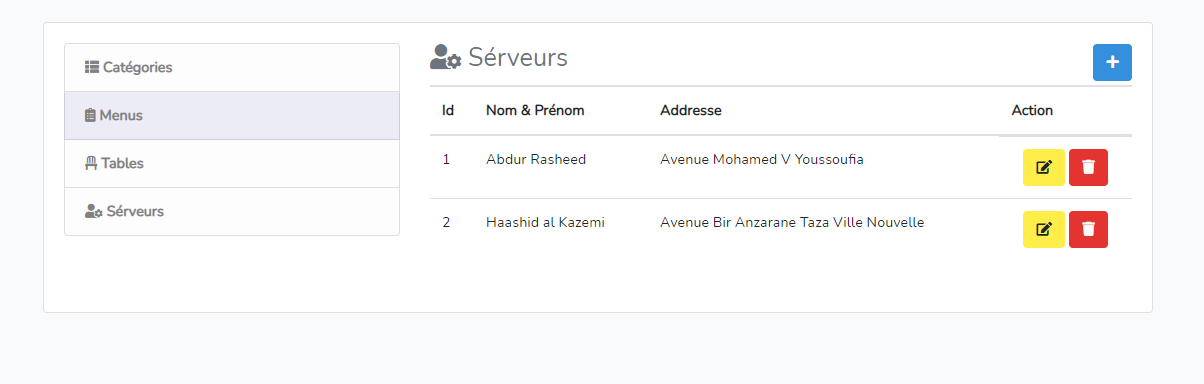 Catégories
Menus
Tables
Sérveurs
Sérveurs
Id Nom & Prénom Addresse Action
1 Abdur Rasheed Avenue Mohamed V Youssoufia
2 Haashid al Kazemi Avenue Bir Anzarane Taza Ville Nouvelle